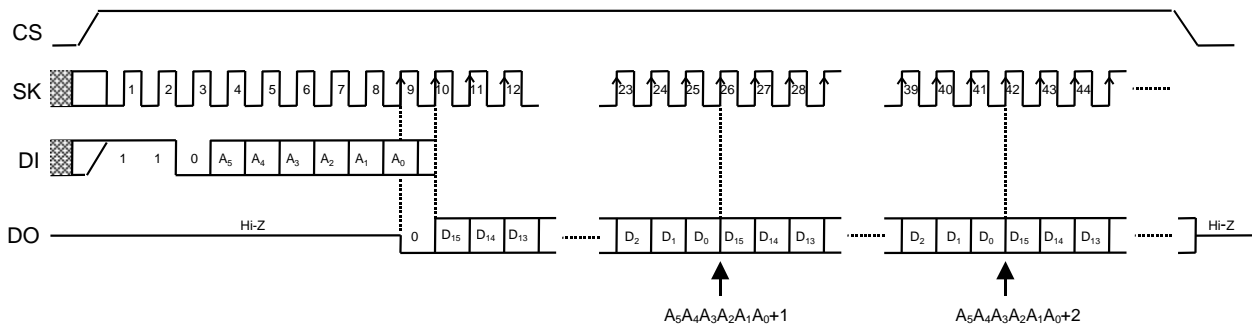 CS
SK 1 2 3 4 5 6 7 8 9 10 11 12 23 24 25 26 27 28 39 40 41 42 43 44
DI 1 1 0 A₅ A₄ A₃ A₂ A₁ A₀
DO Hi-Z 0 D₁₅ D₁₄ D₁₃ D₂ D₁ D₀ D₁₅ D₁₄ D₁₃ D₂ D₁ D₀ D₁₅ D₁₄ D₁₃ Hi-Z
A₅A₄A₃A₂A₁A₀+1 A₅A₄A₃A₂A₁A₀+2